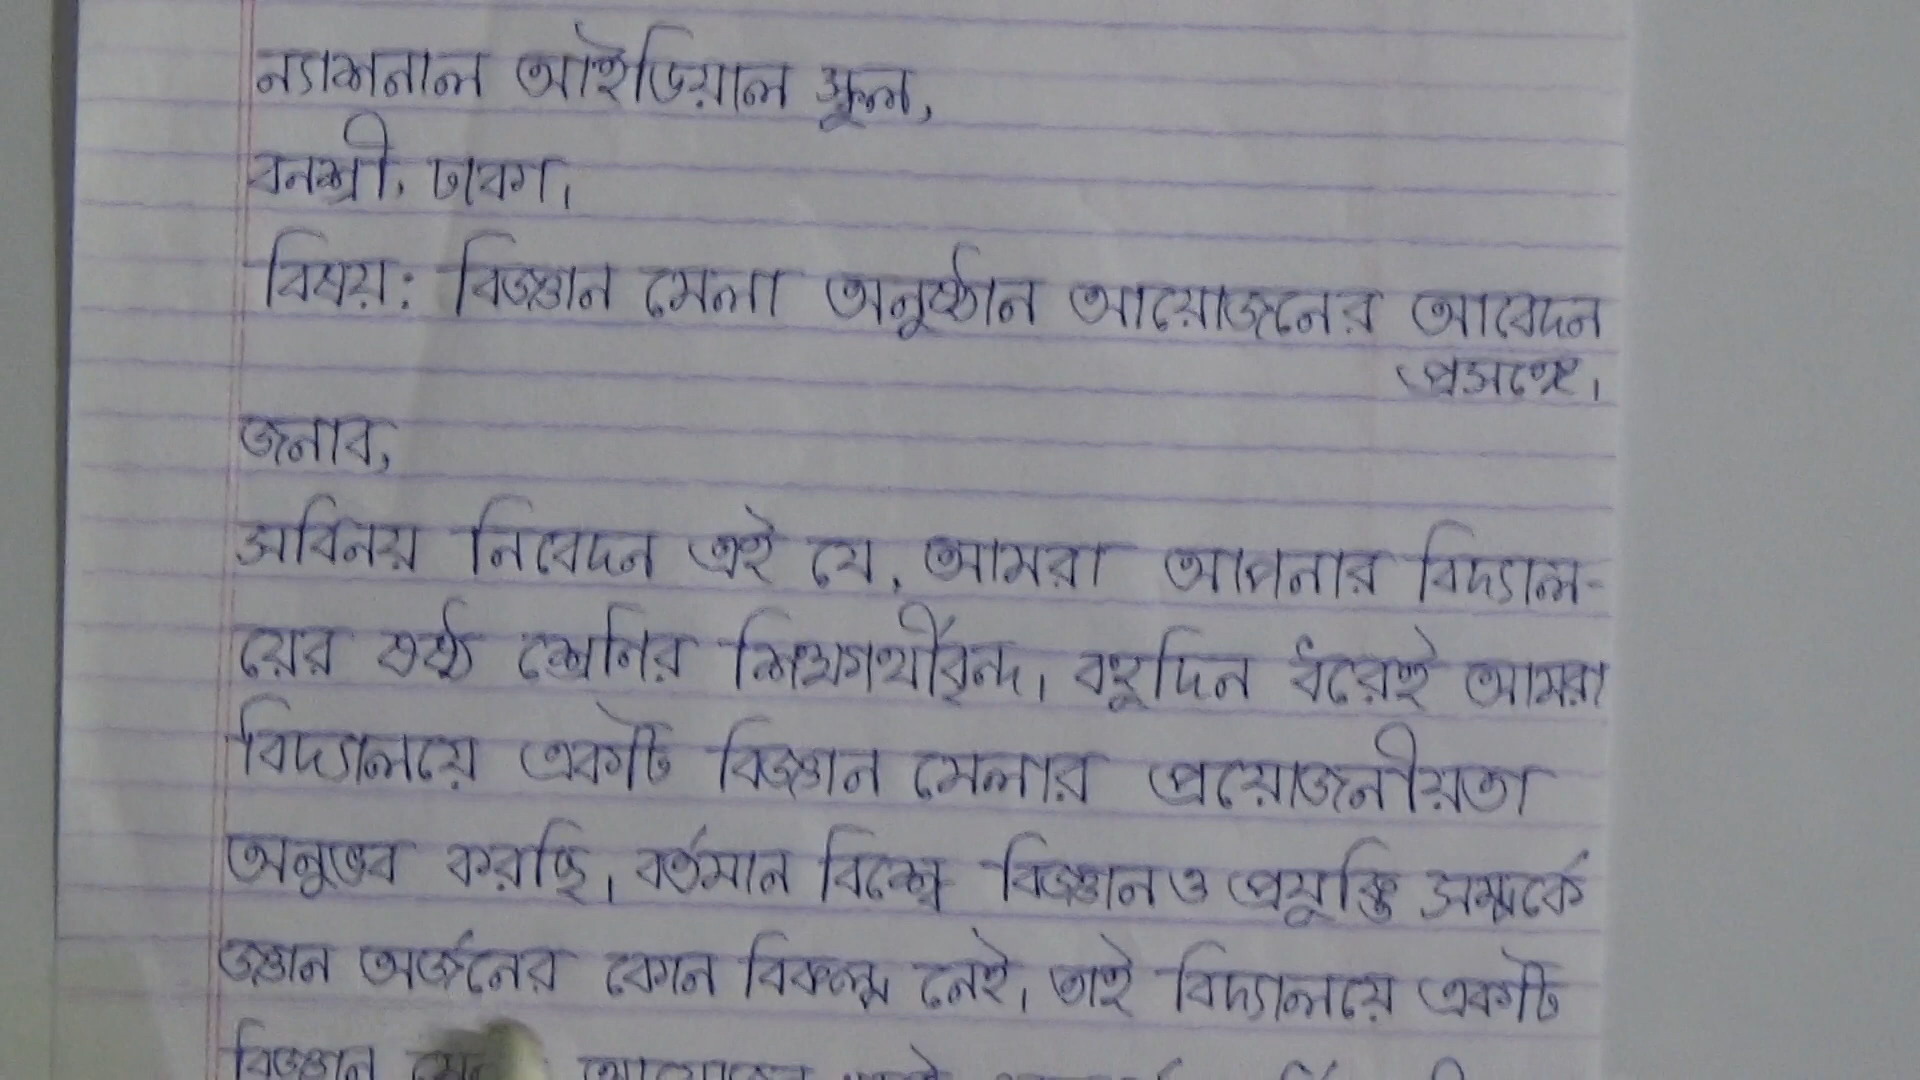 ন্যাশনাল আইডিয়াল স্কুল,
বনশ্রী, ঢাকা।
বিষয়: বিজ্ঞান মেলা অনুষ্ঠান আয়োজনের আবেদন
প্রসঙ্গে।
জনাব,
সবিনয় নিবেদন এই যে, আমরা আপনার বিদ্যাল-
য়ের ষষ্ঠ শ্রেনির শিক্ষার্থীবৃন্দ। বহুদিন ধরেই আমরা
বিদ্যালয়ে একটি বিজ্ঞান মেলার প্রয়োজনীয়তা
অনুভব করছি। বর্তমান বিশ্বে বিজ্ঞান ও প্রযুক্তি সম্পর্কে
জ্ঞান অর্জনের কোন বিকল্প নেই। তাই বিদ্যালয়ে একটি
বিজ্ঞান